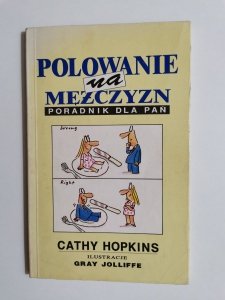 POLOWANIE
na
MĘŻCZYZN
PORADNIK DLA PAŃ
Wrong
Right
CATHY HOPKINS
ILUSTRACJE
GRAY JOLLIFFE